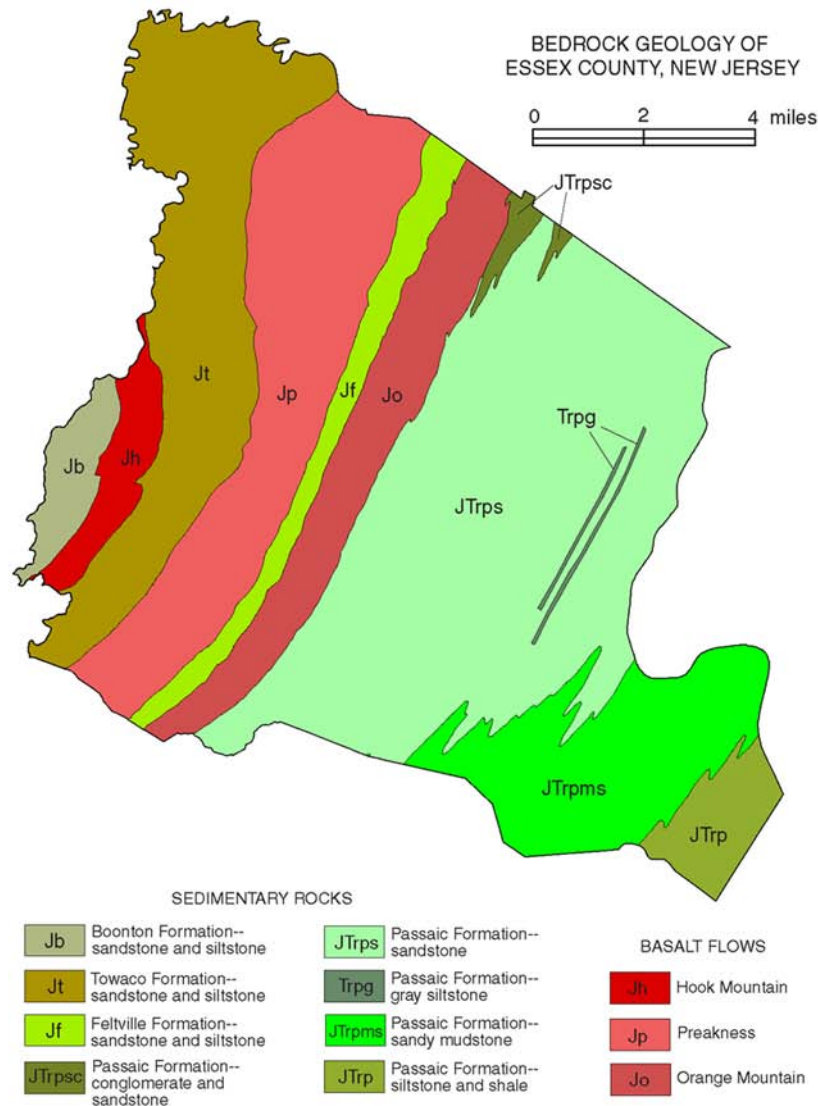 BEDROCK GEOLOGY OF
ESSEX COUNTY, NEW JERSEY
0 2 4 miles
JTrpsc
Jt
Jp
Jf
Jo
Trpg
Jb
Jh
JTrps
JTrpms
JTrp
SEDIMENTARY ROCKS
Jb
Boonton Formation--
sandstone and siltstone
Jt
Towaco Formation--
sandstone and siltstone
Jf
Feltville Formation--
sandstone and siltstone
JTrpsc
Passaic Formation--
conglomerate and
sandstone
JTrps
Passaic Formation--
sandstone
Trpg
Passaic Formation--
gray siltstone
JTrpms
Passaic Formation--
sandy mudstone
JTrp
Passaic Formation--
siltstone and shale
BASALT FLOWS
Jh
Hook Mountain
Jp
Preakness
Jo
Orange Mountain